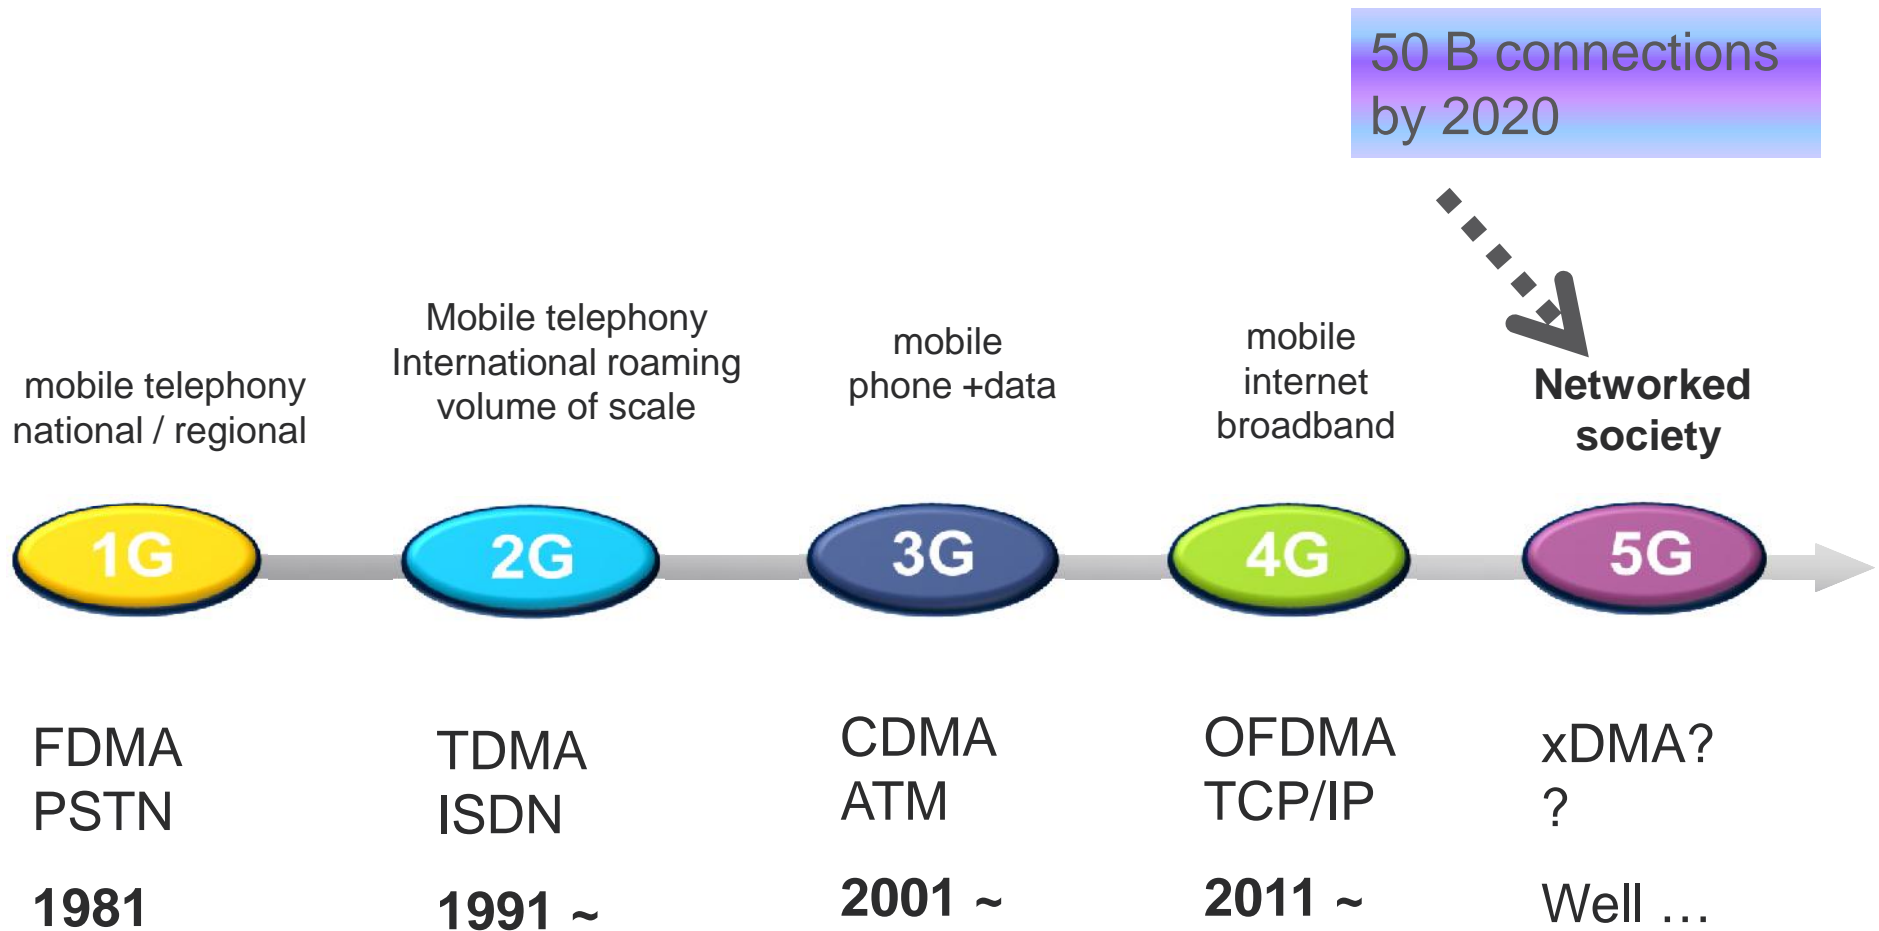 50 B connections
by 2020
mobile telephony
national / regional
Mobile telephony
International roaming
volume of scale
mobile
phone +data
mobile
internet
broadband
Networked
society
1G
2G
3G
4G
5G
FDMA
PSTN
1981
TDMA
ISDN
1991 ~
CDMA
ATM
2001 ~
OFDMA
TCP/IP
2011 ~
xDMA?
?
Well …